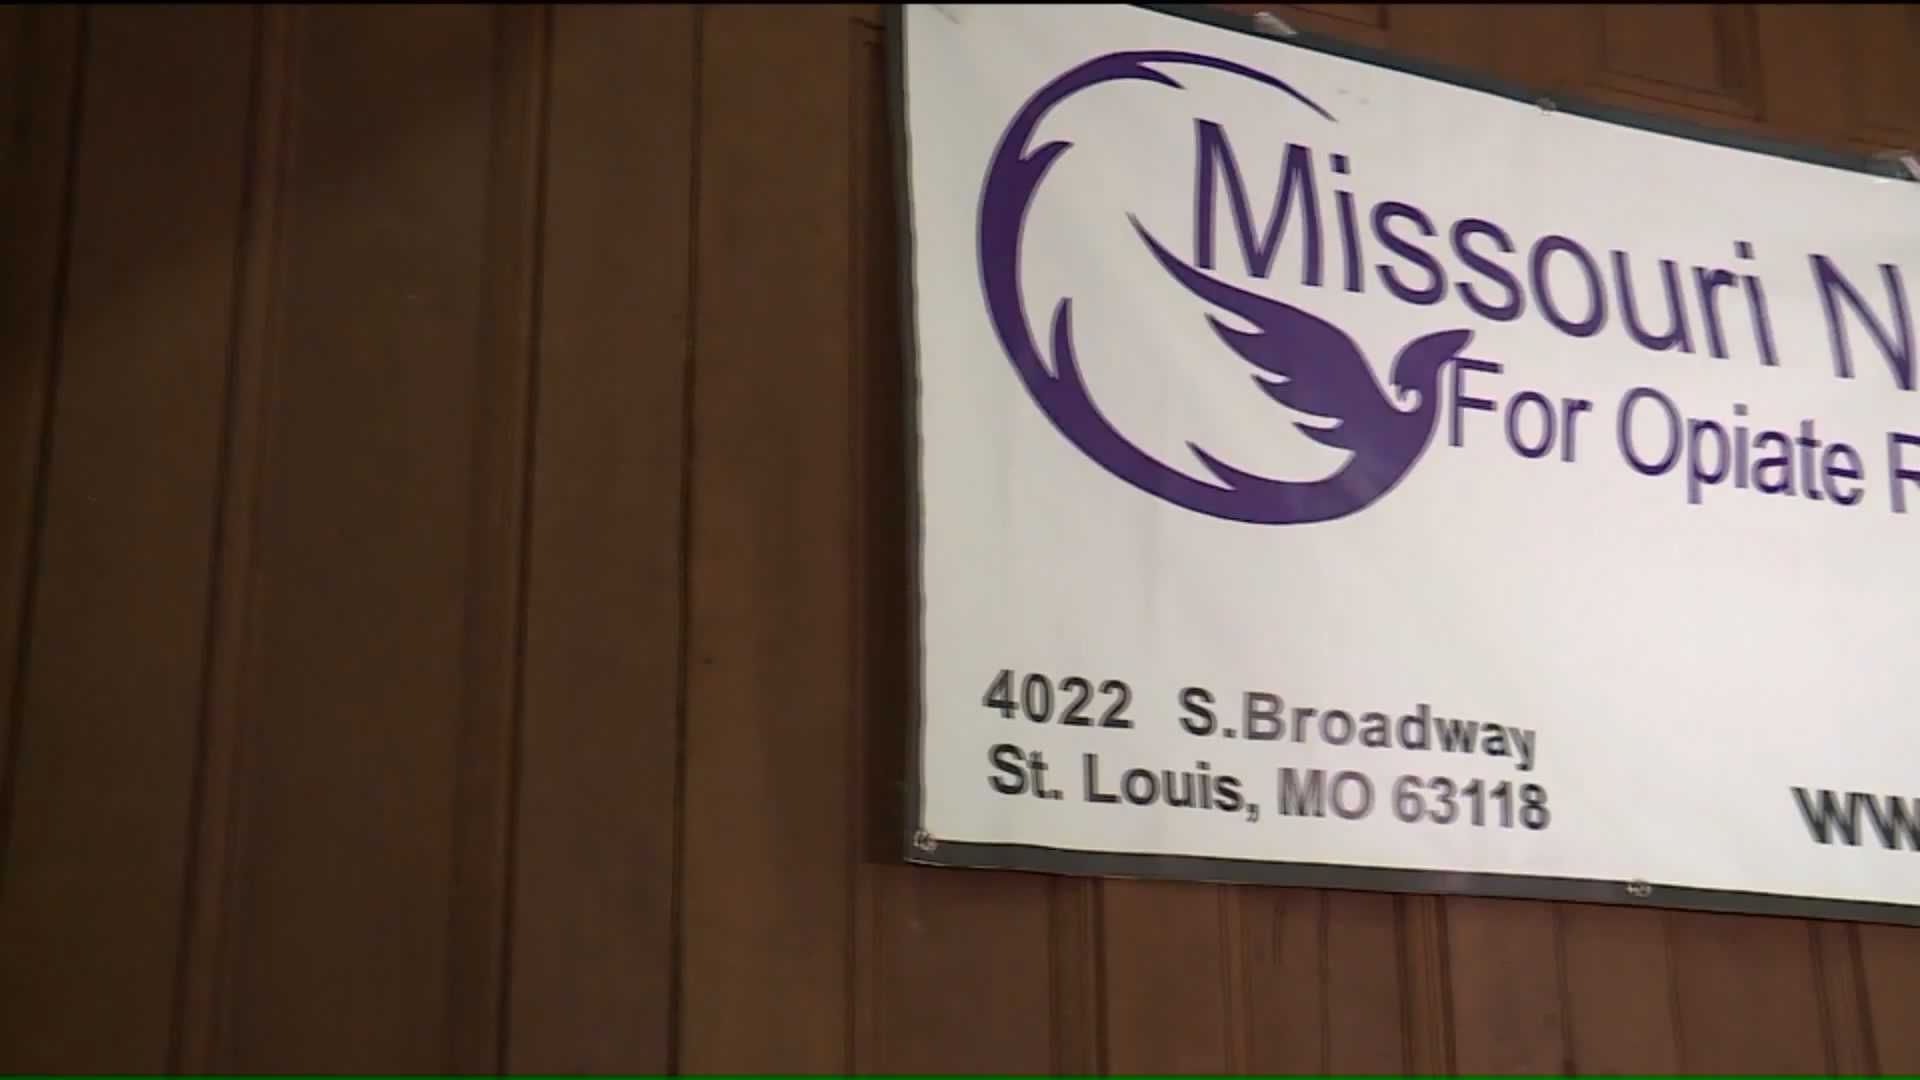 Missouri N
For Opiate R
4022 S.Broadway
St. Louis, MO 63118
ww